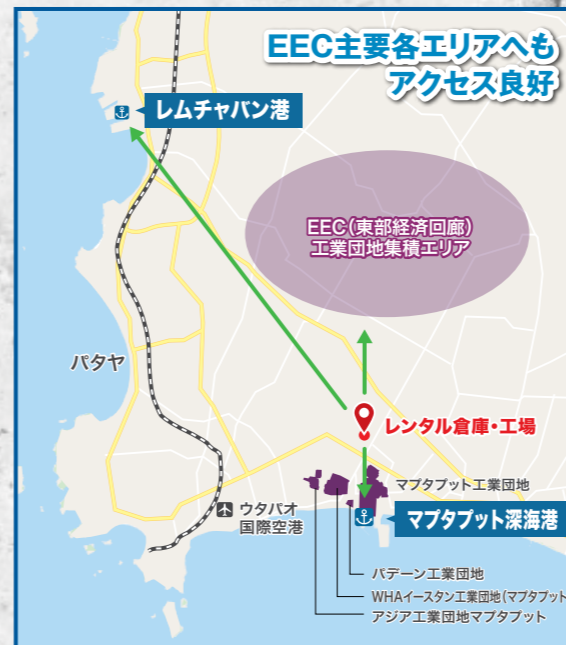 EEC主要各エリアへも
アクセス良好
レムチャバン港
EEC(東部経済回廊)
工業団地集積エリア
パタヤ
レンタル倉庫・工場
マプタプット工業団地
ウタパオ
国際空港
マプタプット深海港
パデーン工業団地
WHAイースタン工業団地(マプタプット
アジア工業団地マプタプット